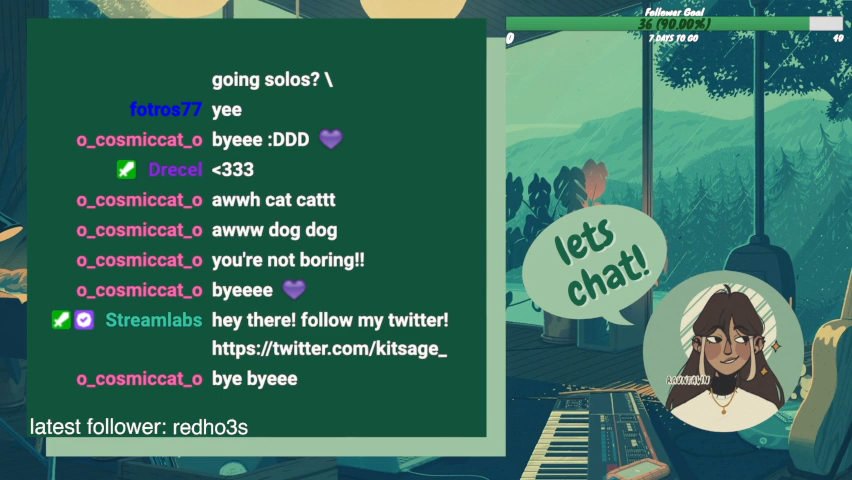 going solos? \
fotros77 yee
o_cosmiccat_o byeee :DDD 💜
Drecel <333
o_cosmiccat_o awwh cat cattt
o_cosmiccat_o awww dog dog
o_cosmiccat_o you're not boring!!
o_cosmiccat_o byeeee 💜
Streamlabs hey there! follow my twitter!
https://twitter.com/kitsage_
o_cosmiccat_o bye byeee
latest follower: redho3s
Follower Goal
36 (90.00%)
0 7 DAYS TO GO 40
lets
chat!